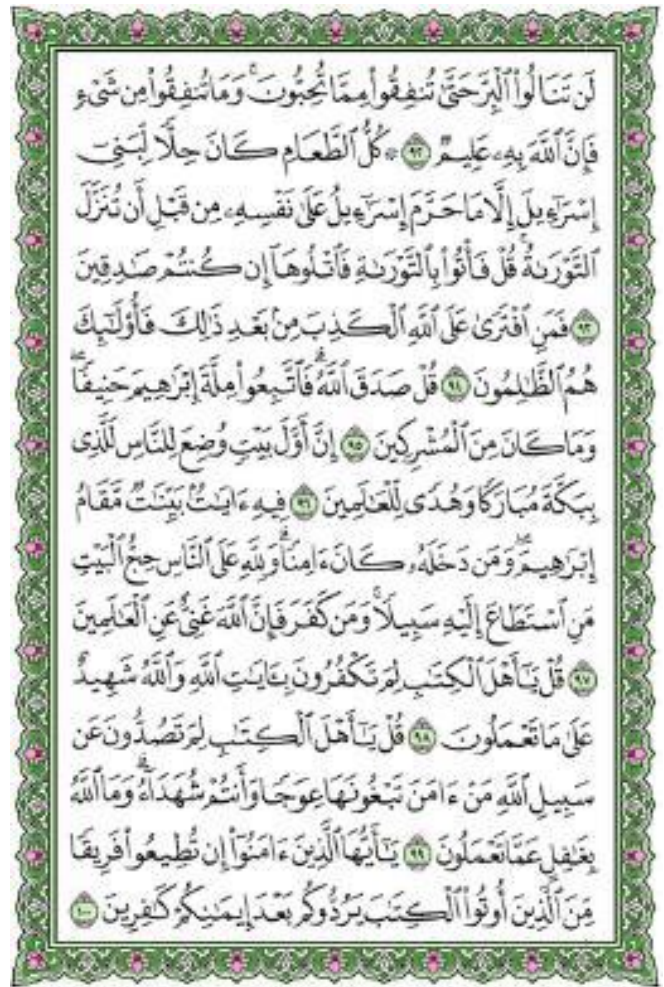 لَن تَنَالُوا۟ ٱلْبِرَّ حَتَّىٰ تُنفِقُوا۟ مِمَّا تُحِبُّونَ ۚ وَمَا تُنفِقُوا۟ مِن شَىْءٍ
فَإِنَّ ٱللَّهَ بِهِۦ عَلِيمٌ ٩٢ ۞ كُلُّ ٱلطَّعَامِ كَانَ حِلًّا لِّبَنِىٓ
إِسْرَٰٓءِيلَ إِلَّا مَا حَرَّمَ إِسْرَٰٓءِيلُ عَلَىٰ نَفْسِهِۦ مِن قَبْلِ أَن تُنَزَّلَ
ٱلتَّوْرَىٰةُ ۗ قُلْ فَأْتُوا۟ بِٱلتَّوْرَىٰةِ فَٱتْلُوهَآ إِن كُنتُمْ صَٰدِقِينَ
٩٣ فَمَنِ ٱفْتَرَىٰ عَلَى ٱللَّهِ ٱلْكَذِبَ مِنۢ بَعْدِ ذَٰلِكَ فَأُو۟لَٰٓئِكَ
هُمُ ٱلظَّٰلِمُونَ ٩٤ قُلْ صَدَقَ ٱللَّهُ ۗ فَٱتَّبِعُوا۟ مِلَّةَ إِبْرَٰهِيمَ حَنِيفًا ۖ
وَمَا كَانَ مِنَ ٱلْمُشْرِكِينَ ٩٥ إِنَّ أَوَّلَ بَيْتٍ وُضِعَ لِلنَّاسِ لَلَّذِى
بِبَكَّةَ مُبَارَكًا وَهُدًى لِّلْعَٰلَمِينَ ٩٦ فِيهِ ءَايَٰتٌۢ بَيِّنَٰتٌ مَّقَامُ
إِبْرَٰهِيمَ ۖ وَمَن دَخَلَهُۥ كَانَ ءَامِنًا ۗ وَلِلَّهِ عَلَى ٱلنَّاسِ حِجُّ ٱلْبَيْتِ
مَنِ ٱسْتَطَاعَ إِلَيْهِ سَبِيلًا ۚ وَمَن كَفَرَ فَإِنَّ ٱللَّهَ غَنِىٌّ عَنِ ٱلْعَٰلَمِينَ
٩٧ قُلْ يَٰٓأَهْلَ ٱلْكِتَٰبِ لِمَ تَكْفُرُونَ بِـَٔايَٰتِ ٱللَّهِ وَٱللَّهُ شَهِيدٌ
عَلَىٰ مَا تَعْمَلُونَ ٩٨ قُلْ يَٰٓأَهْلَ ٱلْكِتَٰبِ لِمَ تَصُدُّونَ عَن
سَبِيلِ ٱللَّهِ مَنْ ءَامَنَ تَبْغُونَهَا عِوَجًا وَأَنتُمْ شُهَدَآءُ ۗ وَمَا ٱللَّهُ
بِغَٰفِلٍ عَمَّا تَعْمَلُونَ ٩٩ يَٰٓأَيُّهَا ٱلَّذِينَ ءَامَنُوٓا۟ إِن تُطِيعُوا۟ فَرِيقًا
مِّنَ ٱلَّذِينَ أُوتُوا۟ ٱلْكِتَٰبَ يَرُدُّوكُم بَعْدَ إِيمَٰنِكُمْ كَٰفِرِينَ ١٠٠